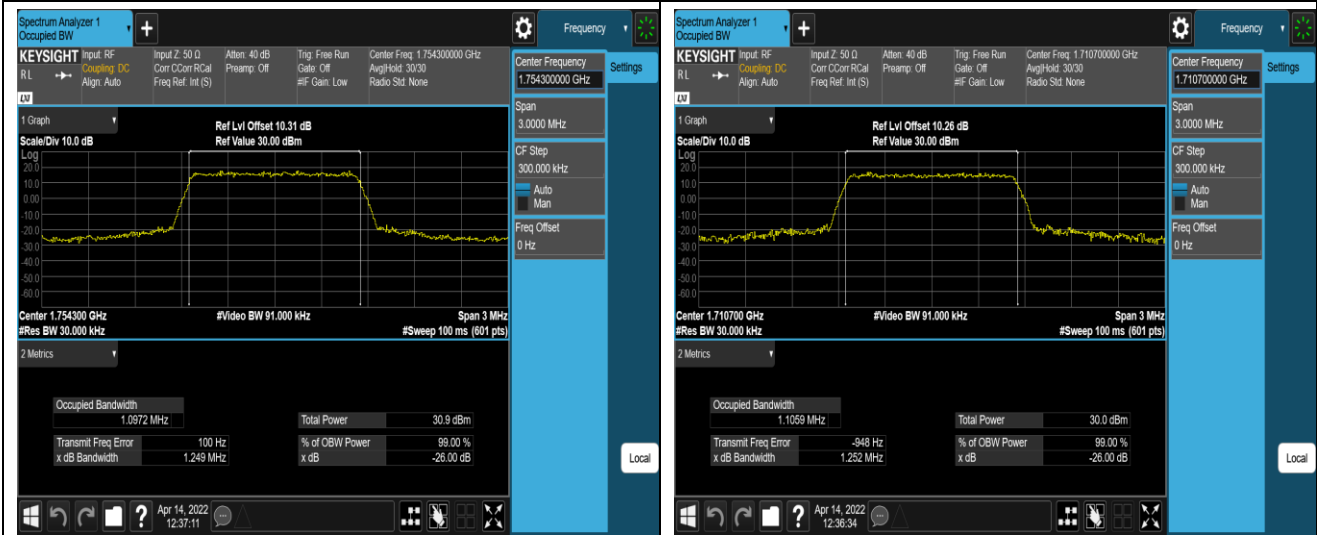 Spectrum Analyzer 1
Occupied BW
+
Frequency
KEYSIGHT Input: RF Input Z: 50 Ω Atten: 40 dB Trig: Free Run Center Freq: 1.754300000 GHz
RL Coupling: DC Corr CCorr RCal Preamp: Off Gate: Off Avg|Hold: 30/30
Align: Auto Freq Ref: Int (S) #IF Gain: Low Radio Std: None
LXI
Center Frequency
1.754300000 GHz
Settings
Span
3.0000 MHz
CF Step
300.000 kHz
Auto
Man
Freq Offset
0 Hz
1 Graph
Ref Lvl Offset 10.31 dB
Scale/Div 10.0 dB Ref Value 30.00 dBm
Log
20.0
10.0
0.00
-10.0
-20.0
-30.0
-40.0
-50.0
-60.0
Center 1.754300 GHz #Video BW 91.000 kHz Span 3 MHz
#Res BW 30.000 kHz #Sweep 100 ms (601 pts)
2 Metrics
Occupied Bandwidth
1.0972 MHz Total Power 30.9 dBm
Transmit Freq Error 100 Hz % of OBW Power 99.00 %
x dB Bandwidth 1.249 MHz x dB -26.00 dB
Local
? Apr 14, 2022
12:37:11
Spectrum Analyzer 1
Occupied BW
+
Frequency
KEYSIGHT Input: RF Input Z: 50 Ω Atten: 40 dB Trig: Free Run Center Freq: 1.710700000 GHz
RL Coupling: DC Corr CCorr RCal Preamp: Off Gate: Off Avg|Hold: 30/30
Align: Auto Freq Ref: Int (S) #IF Gain: Low Radio Std: None
LXI
Center Frequency
1.710700000 GHz
Settings
Span
3.0000 MHz
CF Step
300.000 kHz
Auto
Man
Freq Offset
0 Hz
1 Graph
Ref Lvl Offset 10.26 dB
Scale/Div 10.0 dB Ref Value 30.00 dBm
Log
20.0
10.0
0.00
-10.0
-20.0
-30.0
-40.0
-50.0
-60.0
Center 1.710700 GHz #Video BW 91.000 kHz Span 3 MHz
#Res BW 30.000 kHz #Sweep 100 ms (601 pts)
2 Metrics
Occupied Bandwidth
1.1059 MHz Total Power 30.0 dBm
Transmit Freq Error -948 Hz % of OBW Power 99.00 %
x dB Bandwidth 1.252 MHz x dB -26.00 dB
Local
? Apr 14, 2022
12:36:34